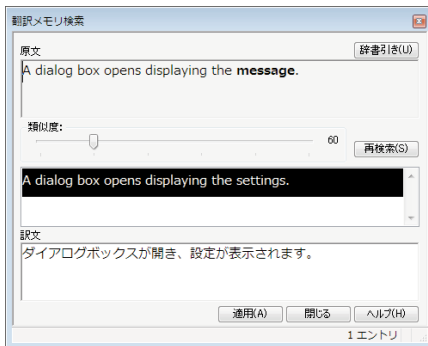 翻訳メモリ検索
原文
辞書引き(U)
A dialog box opens displaying the message.
類似度:
60
再検索(S)
A dialog box opens displaying the settings.
訳文
ダイアログボックスが開き、設定が表示されます。
適用(A) 閉じる ヘルプ(H)
1 エントリ